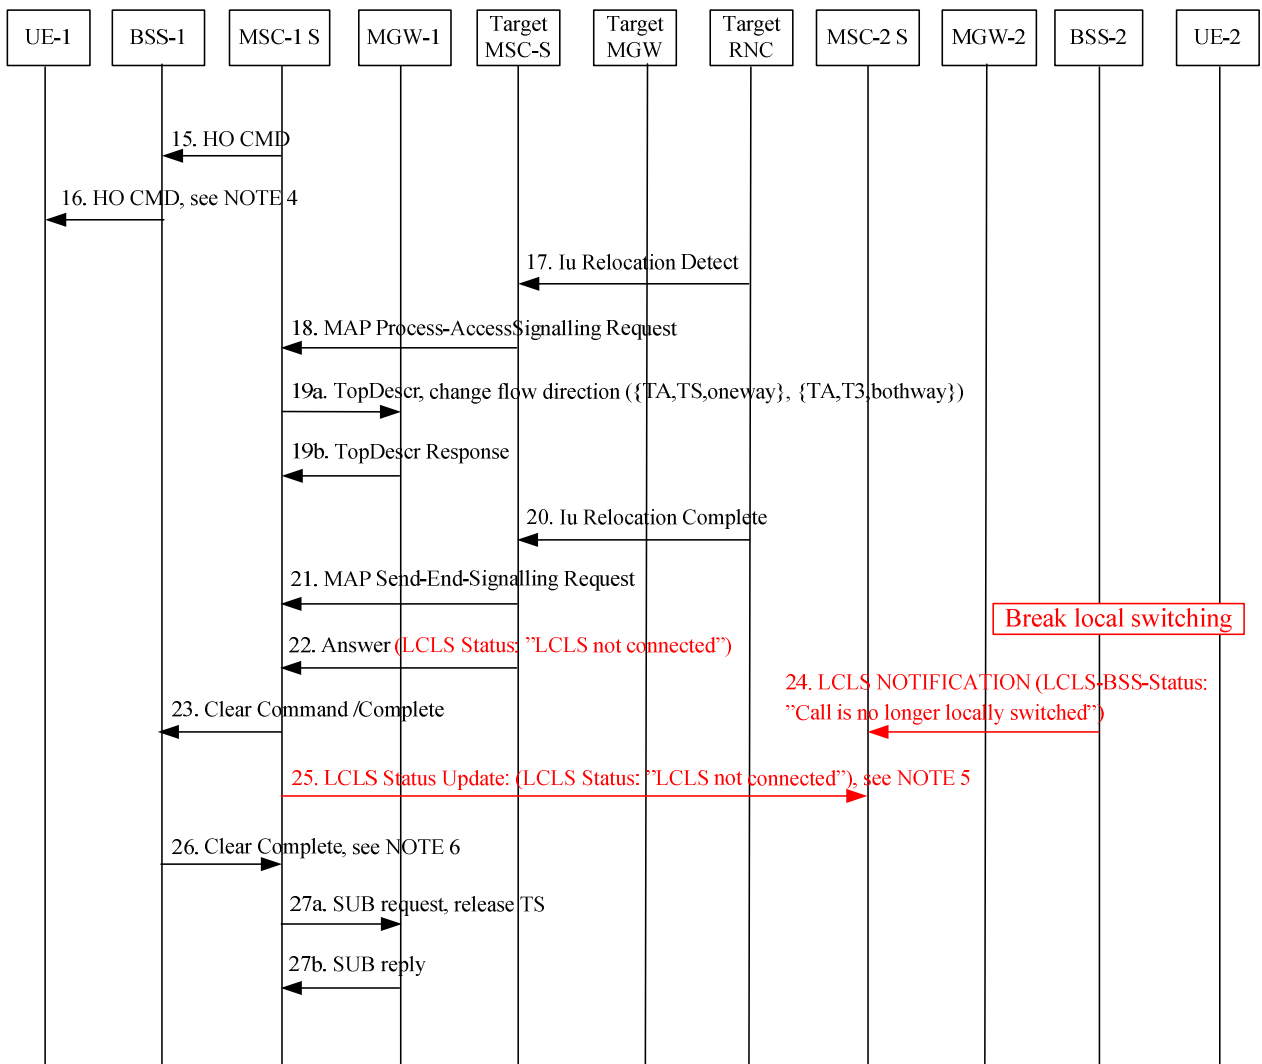 UE-1
BSS-1
MSC-1 S
MGW-1
Target
MSC-S
Target
MGW
Target
RNC
MSC-2 S
MGW-2
BSS-2
UE-2
15. HO CMD
16. HO CMD, see NOTE 4
17. Iu Relocation Detect
18. MAP Process-AccessSignalling Request
19a. TopDescr, change flow direction ({TA,TS,oneway}, {TA,T3,bothway})
19b. TopDescr Response
20. Iu Relocation Complete
21. MAP Send-End-Signalling Request
Break local switching
22. Answer (LCLS Status: ”LCLS not connected”)
24. LCLS NOTIFICATION (LCLS-BSS-Status:
”Call is no longer locally switched”)
23. Clear Command /Complete
25. LCLS Status Update: (LCLS Status: ”LCLS not connected”), see NOTE 5
26. Clear Complete, see NOTE 6
27a. SUB request, release TS
27b. SUB reply